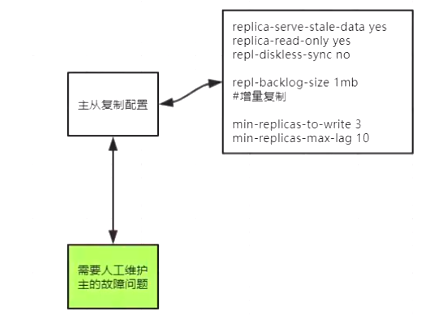 replica-serve-stale-data yes
replica-read-only yes
repl-diskless-sync no
repl-backlog-size 1mb
#增量复制
min-replicas-to-write 3
min-replicas-max-lag 10
主从复制配置
需要人工维护
主的故障问题